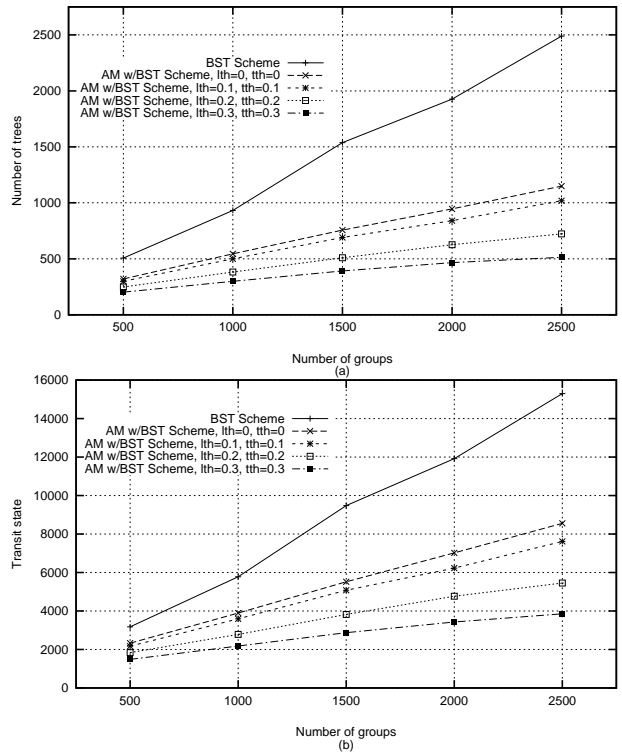 2500
2000
1500
1000
500
0
Number of trees
BST Scheme
AM w/BST Scheme, lth=0, tth=0
AM w/BST Scheme, lth=0.1, tth=0.1
AM w/BST Scheme, lth=0.2, tth=0.2
AM w/BST Scheme, lth=0.3, tth=0.3
500 1000 1500 2000 2500
Number of groups
(a)
16000
14000
12000
10000
8000
6000
4000
2000
0
Transit state
BST Scheme
AM w/BST Scheme, lth=0, tth=0
AM w/BST Scheme, lth=0.1, tth=0.1
AM w/BST Scheme, lth=0.2, tth=0.2
AM w/BST Scheme, lth=0.3, tth=0.3
500 1000 1500 2000 2500
Number of groups
(b)